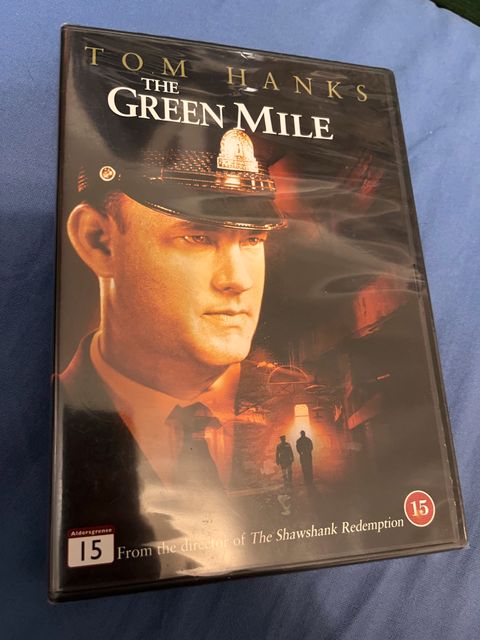 TOM HANKS
THE
GREEN MILE
15
Aldersgrense
15
From the director of The Shawshank Redemption